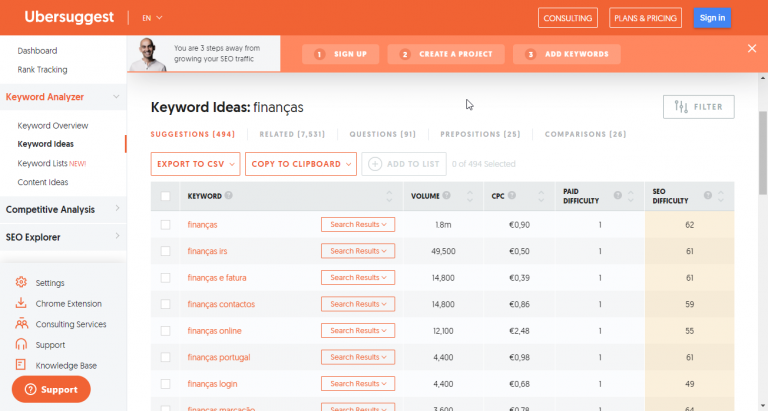 Ubersuggest
EN
CONSULTING
PLANS & PRICING
Sign in
Dashboard
Rank Tracking
Keyword Analyzer
Keyword Overview
Keyword Ideas
Keyword Lists NEW!
Content Ideas
Competitive Analysis
SEO Explorer
Settings
Chrome Extension
Consulting Services
Support
Knowledge Base
Support
You are 3 steps away from
growing your SEO traffic
1 SIGN UP
2 CREATE A PROJECT
3 ADD KEYWORDS
Keyword Ideas: finanças
FILTER
SUGGESTIONS [494] RELATED [7,531] QUESTIONS [91] PREPOSITIONS [25] COMPARISONS [26]
EXPORT TO CSV COPY TO CLIPBOARD ADD TO LIST 0 of 494 Selected
KEYWORD VOLUME CPC PAID DIFFICULTY SEO DIFFICULTY
finanças Search Results 1.8m €0,90 1 62
finanças irs Search Results 49,500 €0,50 1 61
finanças e fatura Search Results 14,800 €0,39 1 61
finanças contactos Search Results 14,800 €0,86 1 59
finanças online Search Results 12,100 €2,48 1 55
finanças portugal Search Results 4,400 €0,98 1 61
finanças login Search Results 4,400 €0,68 1 49
finanças marcação Search Results 3,600 €0,78 1 64